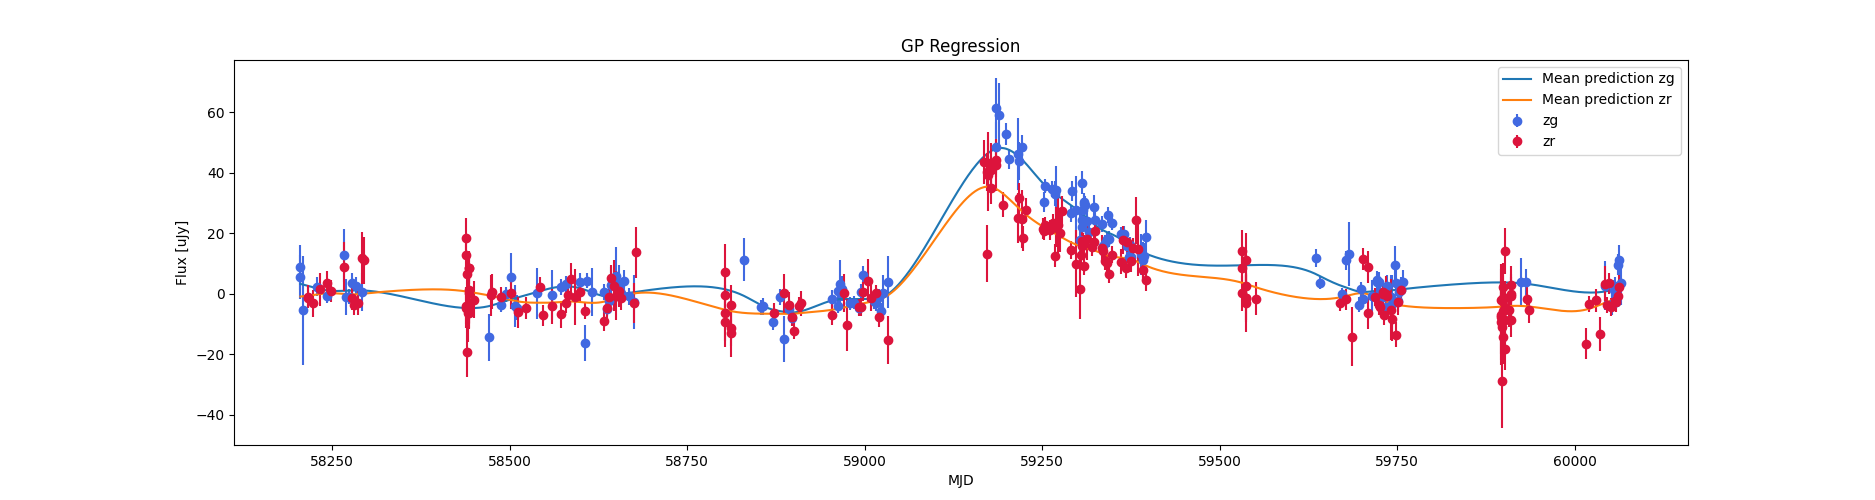 GP Regression
Flux [uJy]
60
40
20
0
−20
−40
Mean prediction zg
Mean prediction zr
zg
zr
58250
58500
58750
59000
59250
59500
59750
60000
MJD